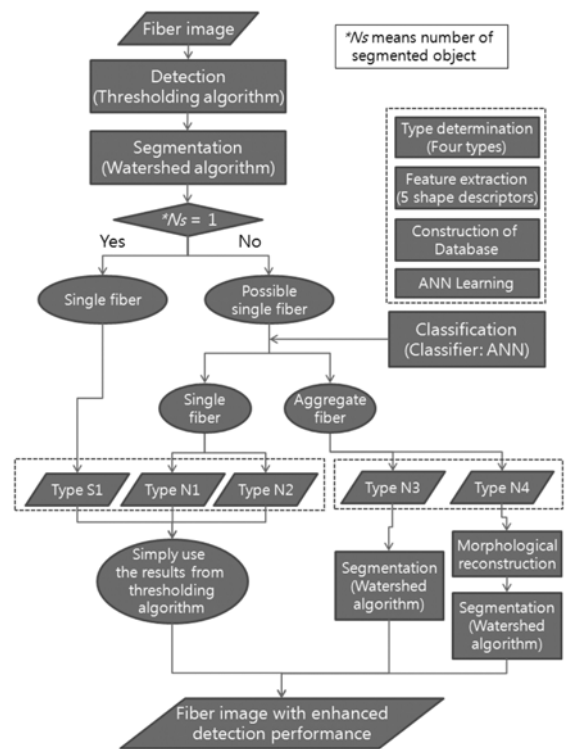 Fiber image
*Ns means number of
segmented object
Detection
(Thresholding algorithm)
Segmentation
(Watershed algorithm)
*Ns = 1
Yes
No
Type determination
(Four types)
Feature extraction
(5 shape descriptors)
Construction of
Database
ANN Learning
Single fiber
Possible
single fiber
Classification
(Classifier: ANN)
Single
fiber
Aggregate
fiber
Type S1
Type N1
Type N2
Type N3
Type N4
Simply use
the results from
thresholding
algorithm
Segmentation
(Watershed
algorithm)
Morphological
reconstruction
Segmentation
(Watershed
algorithm)
Fiber image with enhanced
detection performance